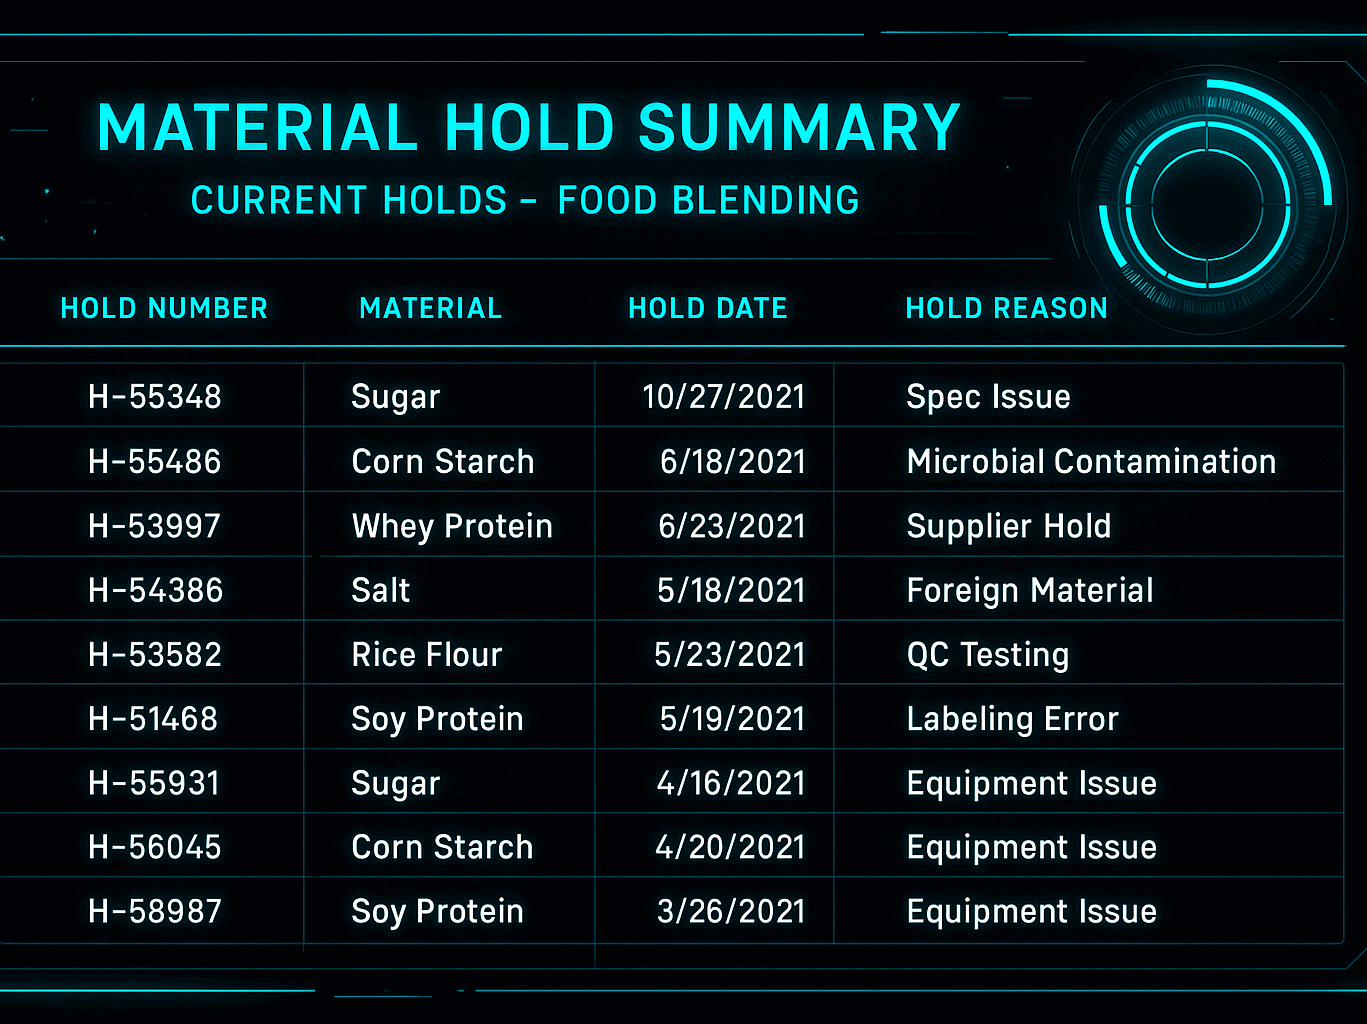 MATERIAL HOLD SUMMARY
CURRENT HOLDS – FOOD BLENDING
HOLD NUMBER MATERIAL HOLD DATE HOLD REASON
H-55348 Sugar 10/27/2021 Spec Issue
H-55486 Corn Starch 6/18/2021 Microbial Contamination
H-53997 Whey Protein 6/23/2021 Supplier Hold
H-54386 Salt 5/18/2021 Foreign Material
H-53582 Rice Flour 5/23/2021 QC Testing
H-51468 Soy Protein 5/19/2021 Labeling Error
H-55931 Sugar 4/16/2021 Equipment Issue
H-56045 Corn Starch 4/20/2021 Equipment Issue
H-58987 Soy Protein 3/26/2021 Equipment Issue